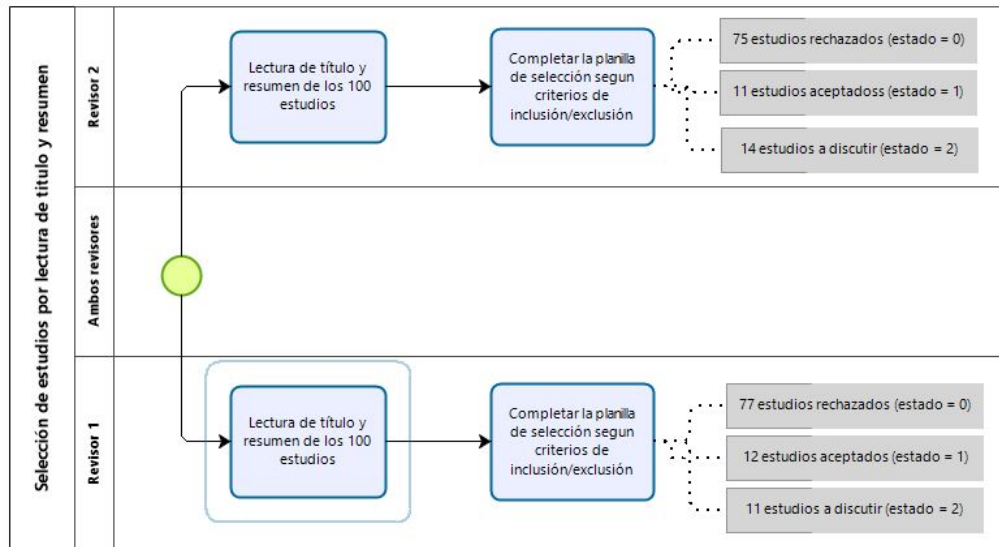 Selección de estudios por lectura de titulo y resumen
Revisor 2
Lectura de título y
resumen de los 100
estudios
Completar la planilla
de selección segun
criterios de
inclusión/exclusión
75 estudios rechazados (estado = 0)
11 estudios aceptadoss (estado = 1)
14 estudios a discutir (estado = 2)
Ambos revisores
Revisor 1
Lectura de título y
resumen de los 100
estudios
Completar la planilla
de selección segun
criterios de
inclusión/exclusión
77 estudios rechazados (estado = 0)
12 estudios aceptados (estado = 1)
11 estudios a discutir (estado = 2)